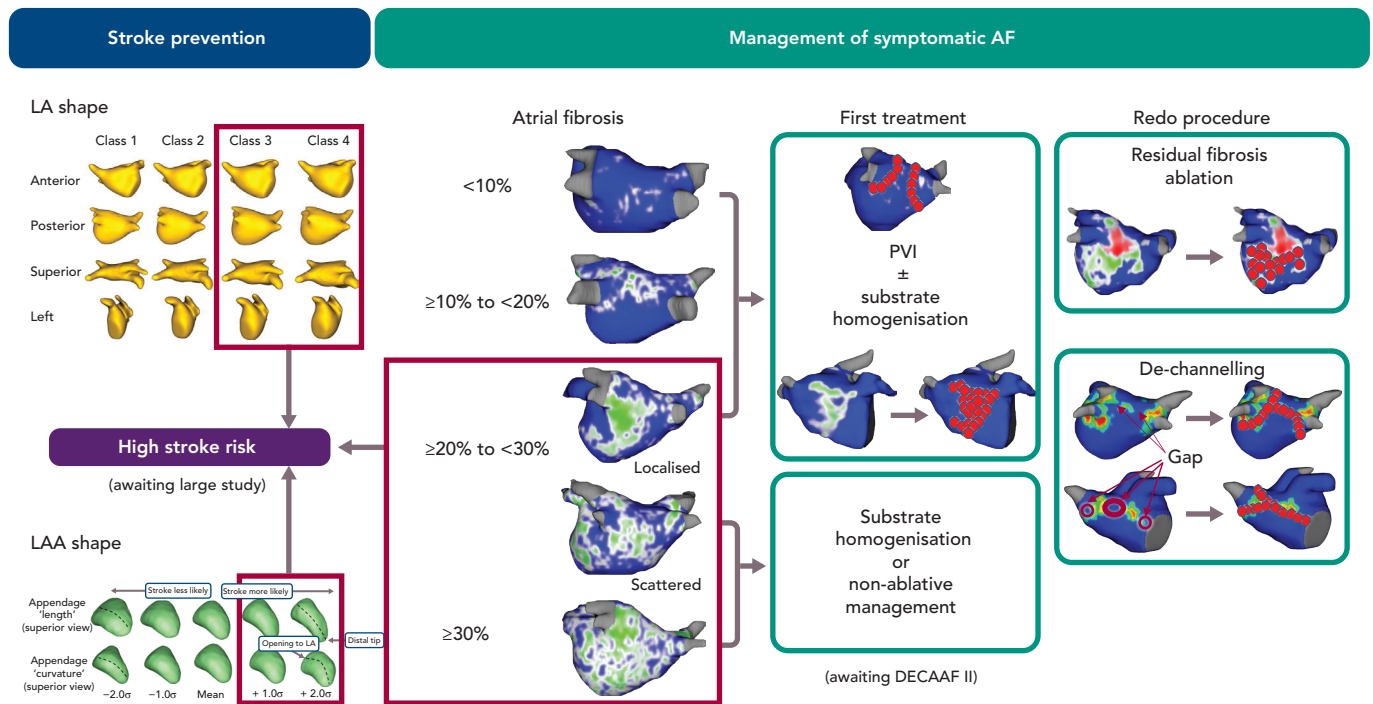 Stroke prevention
Management of symptomatic AF
LA shape
Class 1
Class 2
Class 3
Class 4
Anterior
Posterior
Superior
Left
High stroke risk
(awaiting large study)
LAA shape
Stroke less likely
Stroke more likely
Appendage
‘length’
(superior view)
Opening to LA
Distal tip
Appendage
‘curvature’
(superior view)
−2.0σ
−1.0σ
Mean
+ 1.0σ
+ 2.0σ
Atrial fibrosis
<10%
≥10% to <20%
≥20% to <30%
Localised
Scattered
≥30%
First treatment
PVI
±
substrate
homogenisation
Substrate
homogenisation
or
non-ablative
management
(awaiting DECAAF II)
Redo procedure
Residual fibrosis
ablation
De-channelling
Gap